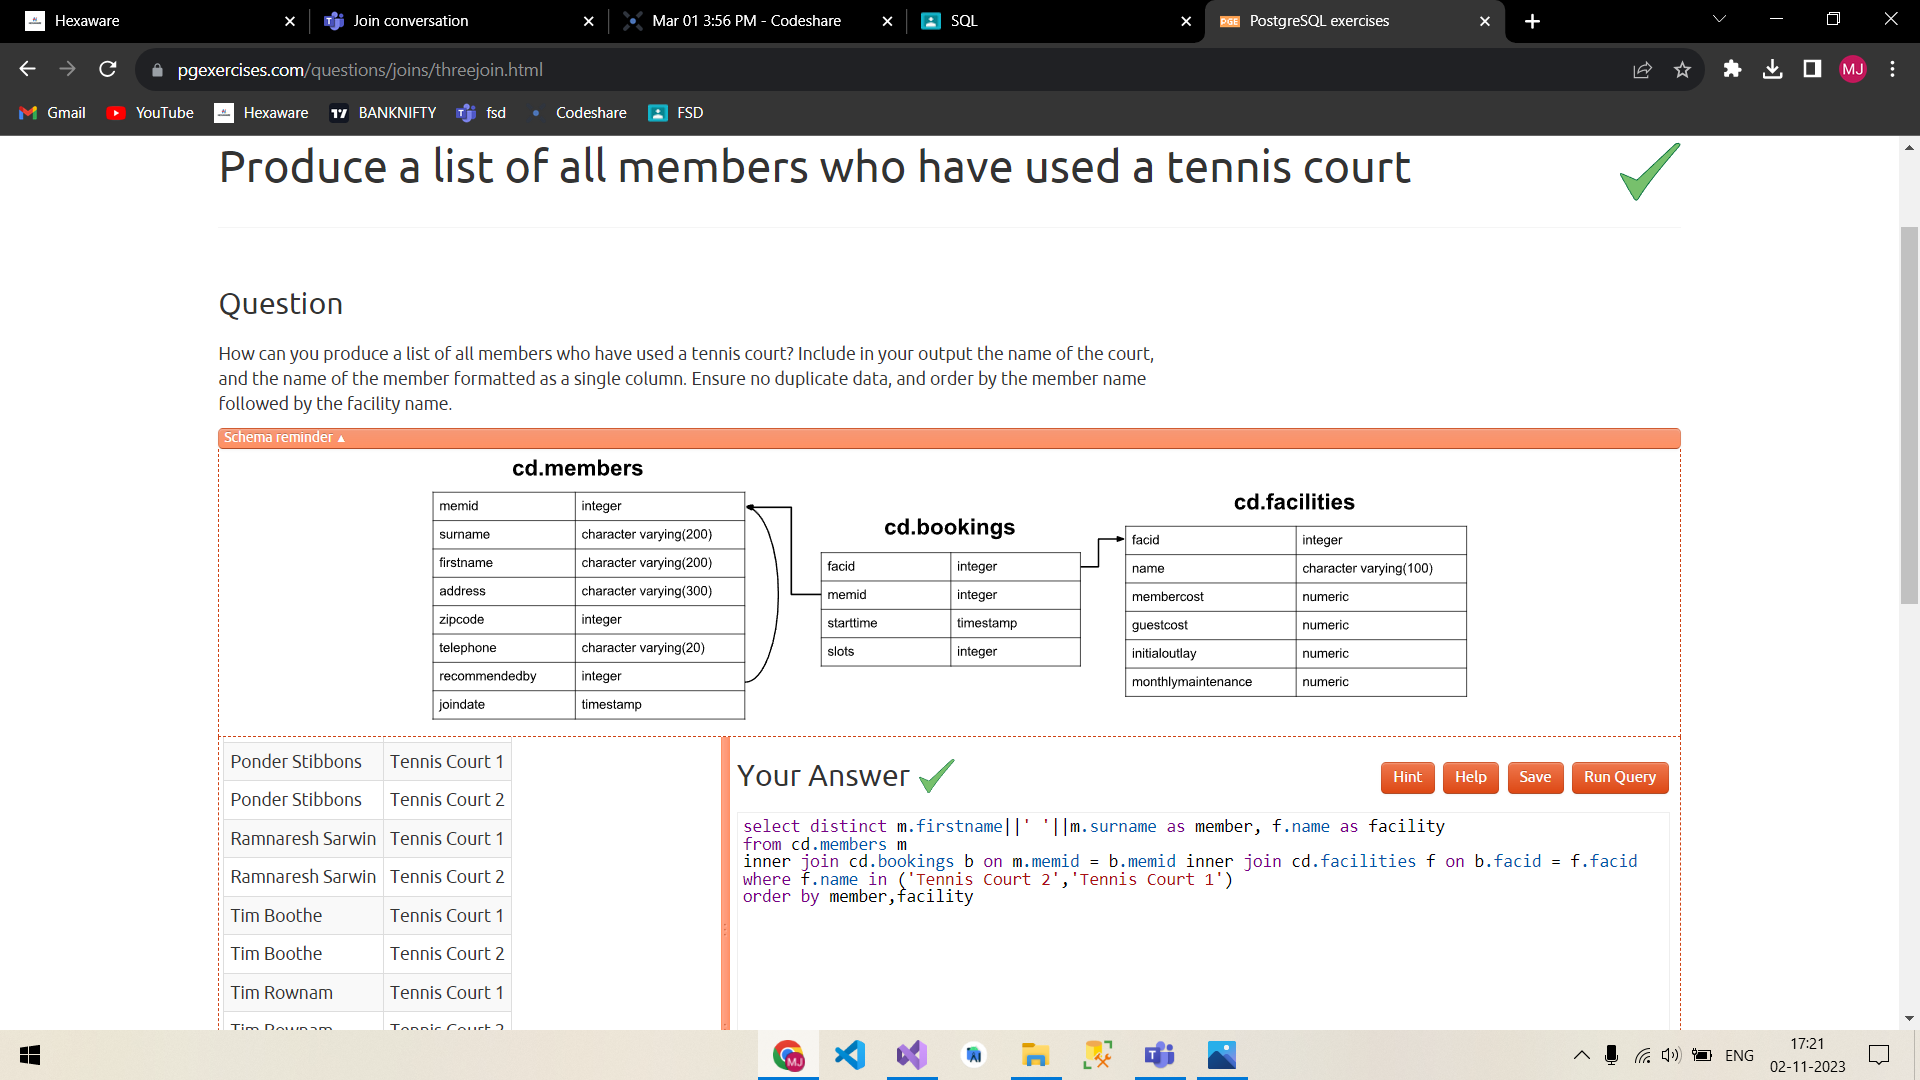 Hexaware
Join conversation
Mar 01 3:56 PM - Codeshare
SQL
PGE
PostgreSQL exercises
pgexercises.com/questions/joins/threejoin.html
MJ
Gmail
YouTube
Hexaware
BANKNIFTY
fsd
Codeshare
FSD
Produce a list of all members who have used a tennis court
Question
How can you produce a list of all members who have used a tennis court? Include in your output the name of the court,
and the name of the member formatted as a single column. Ensure no duplicate data, and order by the member name
followed by the facility name.
Schema reminder ▲
cd.members
memid integer
surname character varying(200)
firstname character varying(200)
address character varying(300)
zipcode integer
telephone character varying(20)
recommendedby integer
joindate timestamp
cd.bookings
facid integer
memid integer
starttime timestamp
slots integer
cd.facilities
facid integer
name character varying(100)
membercost numeric
guestcost numeric
initialoutlay numeric
monthlymaintenance numeric
Ponder Stibbons Tennis Court 1
Ponder Stibbons Tennis Court 2
Ramnaresh Sarwin Tennis Court 1
Ramnaresh Sarwin Tennis Court 2
Tim Boothe Tennis Court 1
Tim Boothe Tennis Court 2
Tim Rownam Tennis Court 1
Tim Rownam Tennis Court 2
Your Answer
Hint
Help
Save
Run Query
select distinct m.firstname||' '||m.surname as member, f.name as facility
from cd.members m
inner join cd.bookings b on m.memid = b.memid inner join cd.facilities f on b.facid = f.facid
where f.name in ('Tennis Court 2','Tennis Court 1')
order by member,facility
MJ
ENG
17:21
02-11-2023